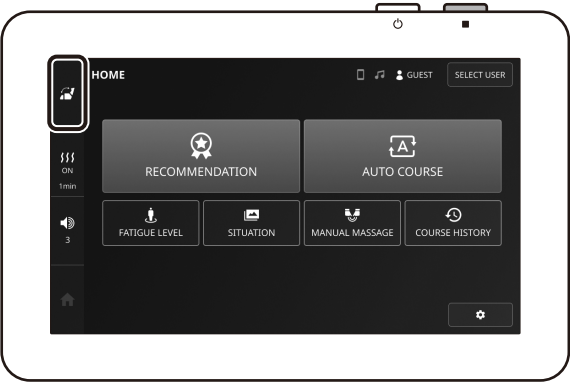 HOME
GUEST
SELECT USER
ON
1min
3
RECOMMENDATION
AUTO COURSE
FATIGUE LEVEL
SITUATION
MANUAL MASSAGE
COURSE HISTORY